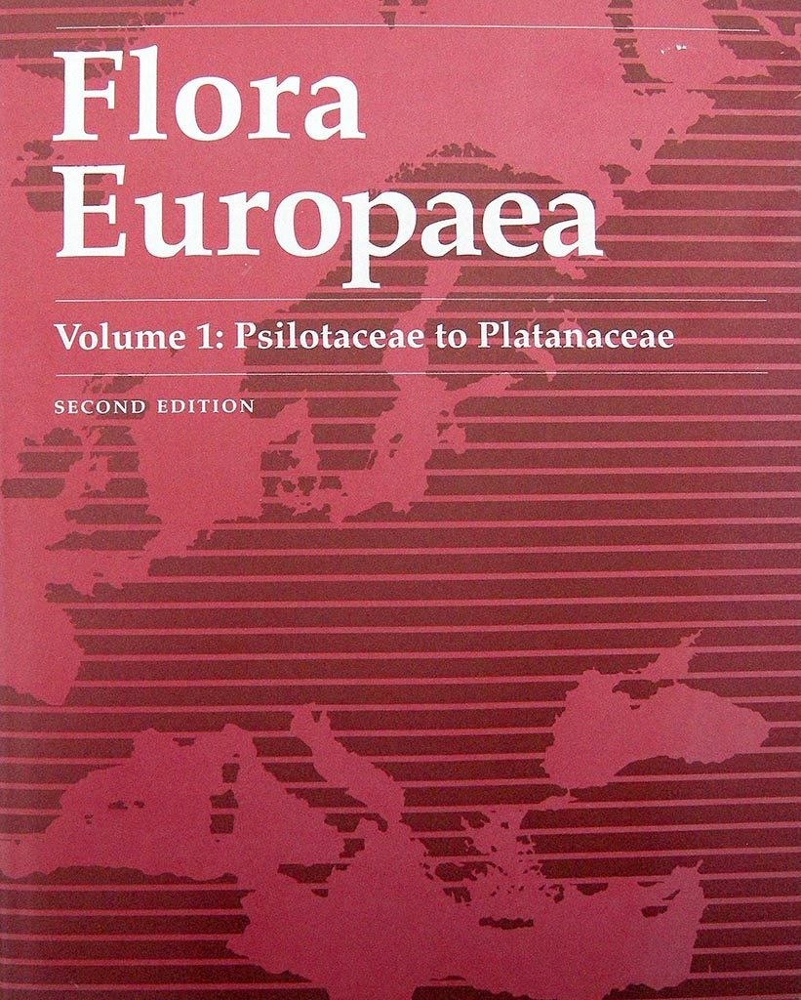 Flora
Europaea
Volume 1: Psilotaceae to Platanaceae
SECOND EDITION